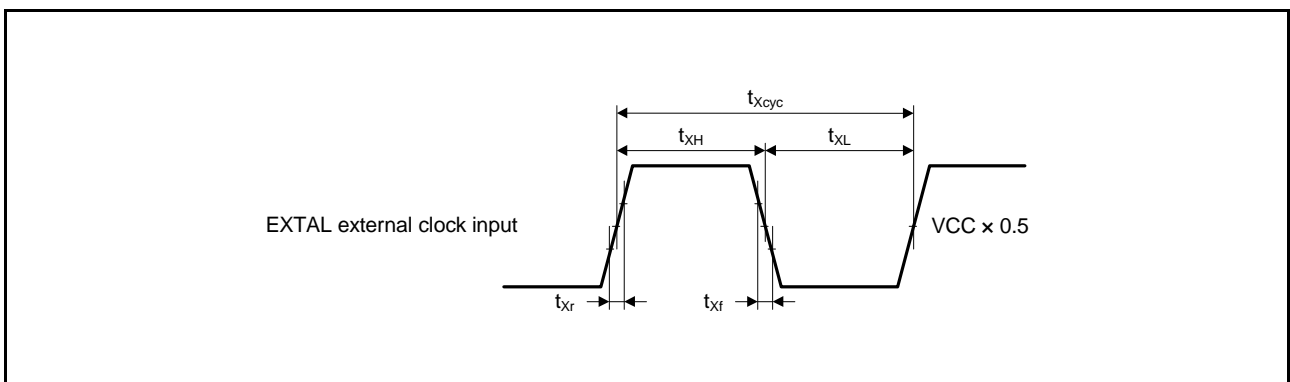 tXcyc
tXH
tXL
EXTAL external clock input
VCC × 0.5
tXr
tXf